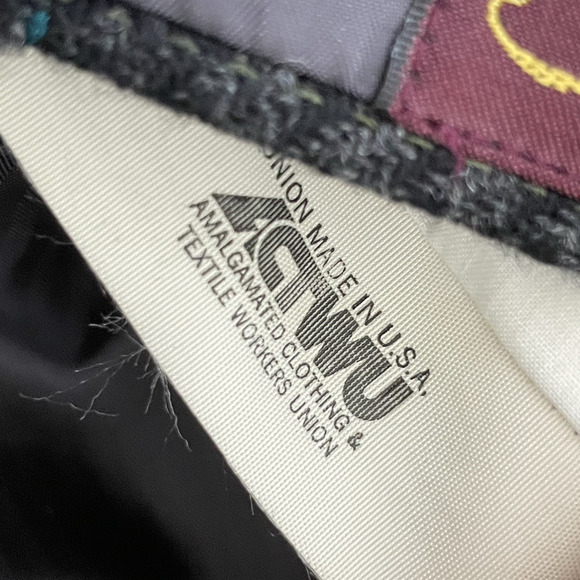 UNION MADE IN U.S.A.
ACTWU
AMALGAMATED CLOTHING &
TEXTILE WORKERS UNION